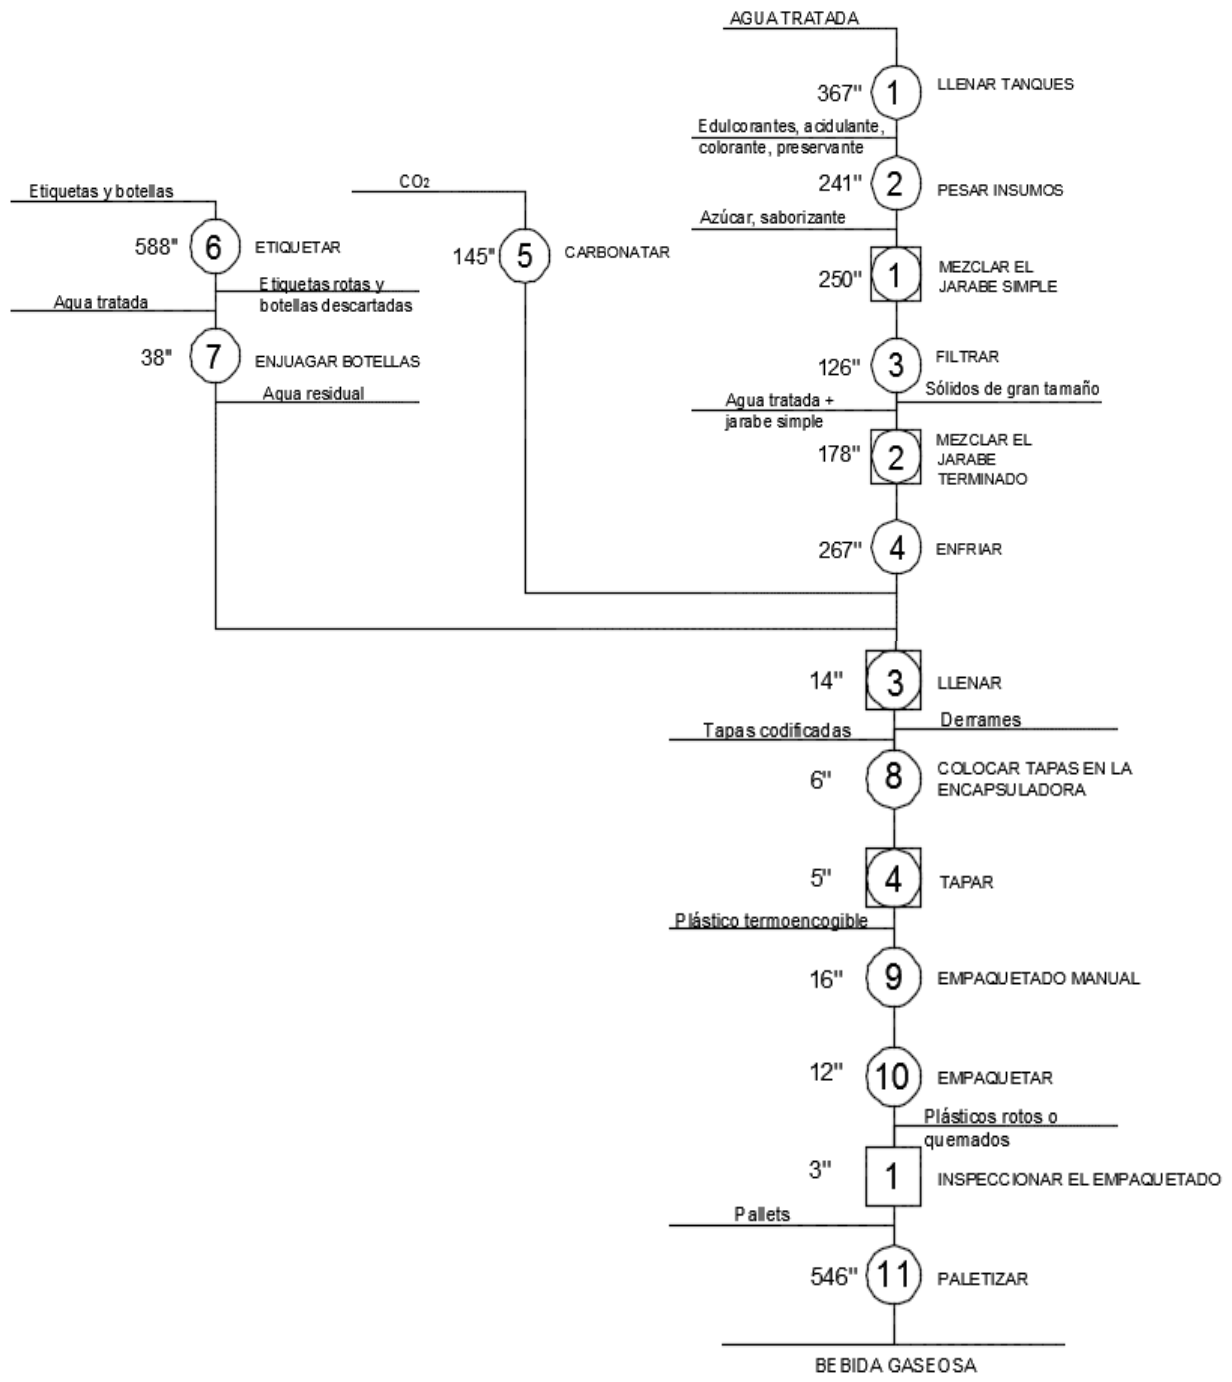 AGUA TRATADA
367"
1
LLENAR TANQUES
Edulcorantes, acidulante,
colorante, preservante
241"
2
PESAR INSUMOS
Azúcar, saborizante
250"
1
MEZCLAR EL
JARABE SIMPLE
126"
3
FILTRAR
Sólidos de gran tamaño
Agua tratada +
jarabe simple
178"
2
MEZCLAR EL
JARABE
TERMINADO
267"
4
ENFRIAR
CO₂
145"
5
CARBONATAR
Etiquetas y botellas
588"
6
ETIQUETAR
Etiquetas rotas y
botellas descartadas
Agua tratada
38"
7
ENJUAGAR BOTELLAS
Agua residual
14"
3
LLENAR
Derrames
Tapas codificadas
6"
8
COLOCAR TAPAS EN LA
ENCAPSULADORA
5"
4
TAPAR
Plástico termoencogible
16"
9
EMPAQUETADO MANUAL
12"
10
EMPAQUETAR
Plásticos rotos o
quemados
3"
1
INSPECCIONAR EL EMPAQUETADO
Pallets
546"
11
PALETIZAR
BEBIDA GASEOSA